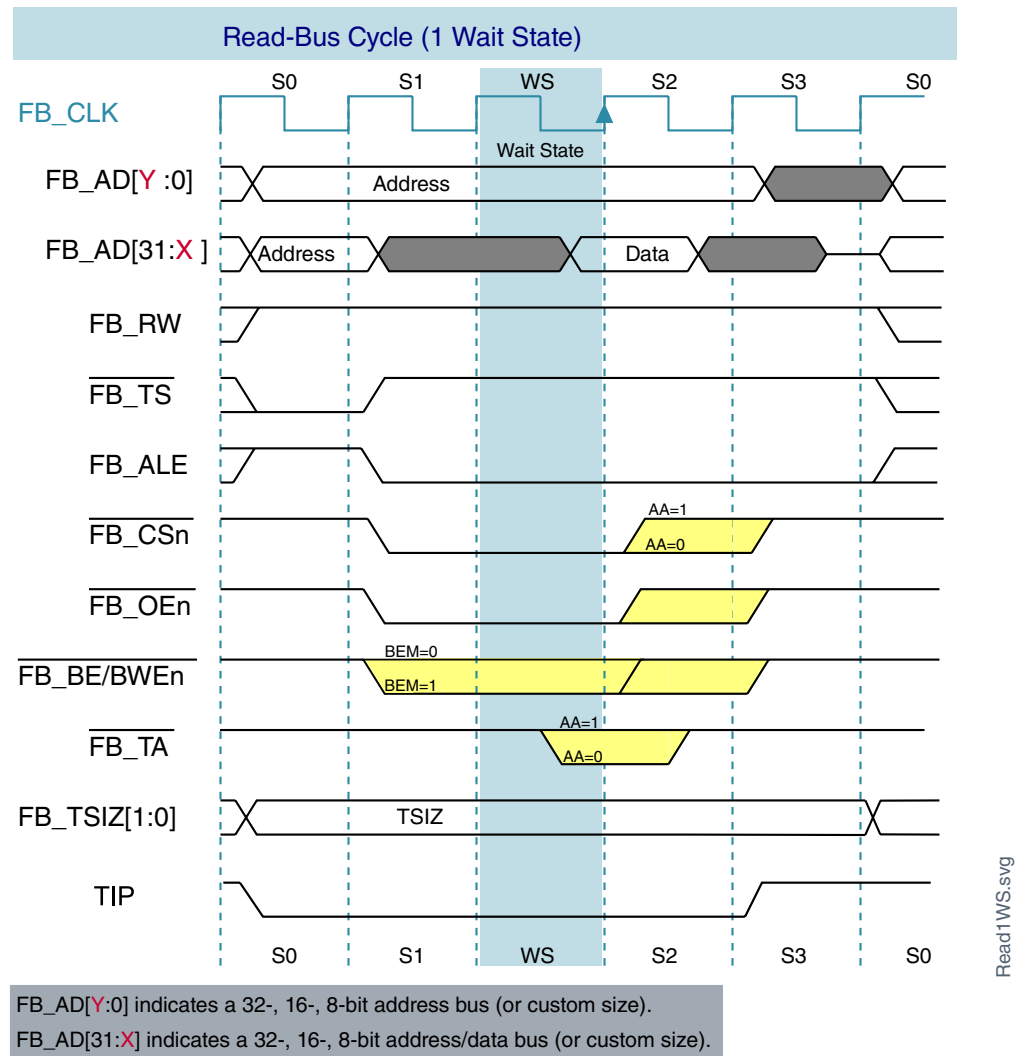 Read-Bus Cycle (1 Wait State)
S0 S1 WS S2 S3 S0
FB_CLK
Wait State
FB_AD[Y :0] Address
FB_AD[31:X ] Address Data
FB_RW
FB_TS
FB_ALE
AA=1
FB_CSn
AA=0
FB_OEn
BEM=0
FB_BE/BWEn
BEM=1
AA=1
FB_TA
AA=0
FB_TSIZ[1:0] TSIZ
TIP
S0 S1 WS S2 S3 S0
Read1WS.svg
FB_AD[Y:0] indicates a 32-, 16-, 8-bit address bus (or custom size).
FB_AD[31:X] indicates a 32-, 16-, 8-bit address/data bus (or custom size).